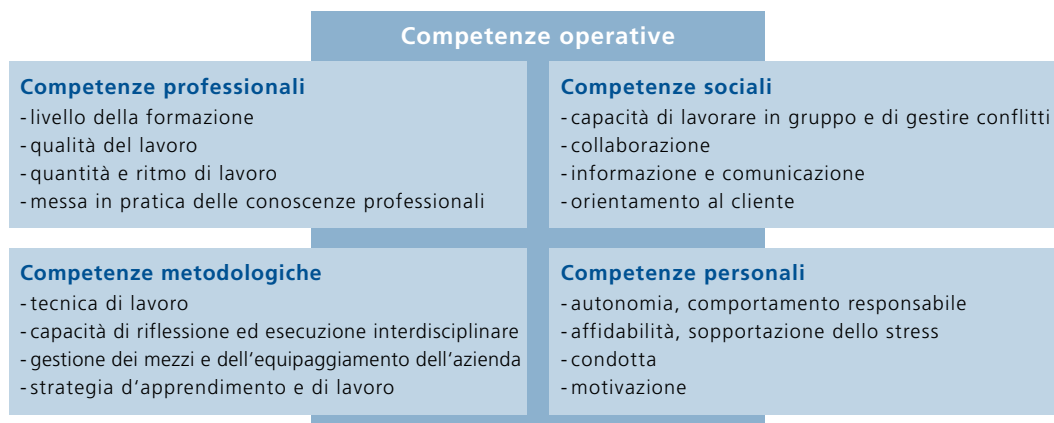 Competenze operative
Competenze professionali
- livello della formazione
- qualità del lavoro
- quantità e ritmo di lavoro
- messa in pratica delle conoscenze professionali
Competenze sociali
- capacità di lavorare in gruppo e di gestire conflitti
- collaborazione
- informazione e comunicazione
- orientamento al cliente
Competenze metodologiche
- tecnica di lavoro
- capacità di riflessione ed esecuzione interdisciplinare
- gestione dei mezzi e dell’equipaggiamento dell’azienda
- strategia d‘apprendimento e di lavoro
Competenze personali
- autonomia, comportamento responsabile
- affidabilità, sopportazione dello stress
- condotta
- motivazione